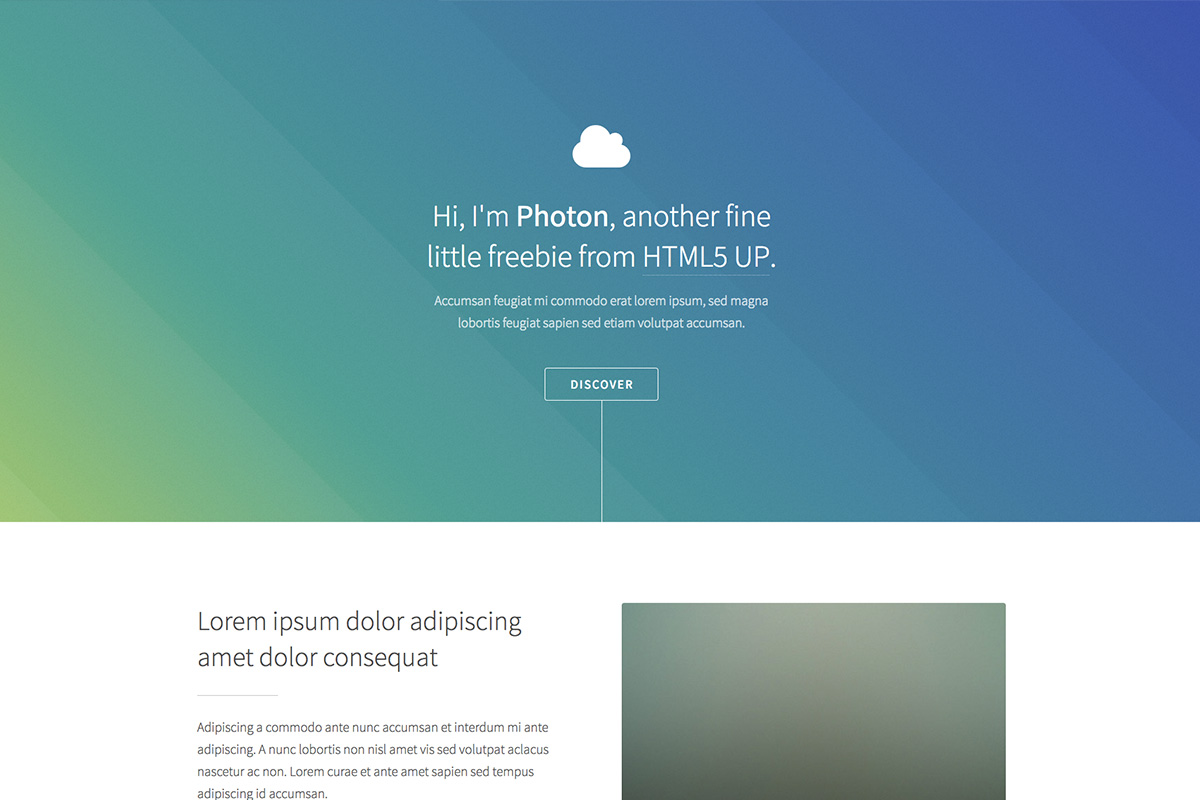 Hi, I'm Photon, another fine
little freebie from HTML5 UP.
Accumsan feugiat mi commodo erat lorem ipsum, sed magna
lobortis feugiat sapien sed etiam volutpat accumsan.
DISCOVER
Lorem ipsum dolor adipiscing
amet dolor consequat
Adipiscing a commodo ante nunc accumsan et interdum mi ante
adipiscing. A nunc lobortis non nisl amet vis sed volutpat aclacus
nascetur ac non. Lorem curae et ante amet sapien sed tempus
adipiscing id accumsan.